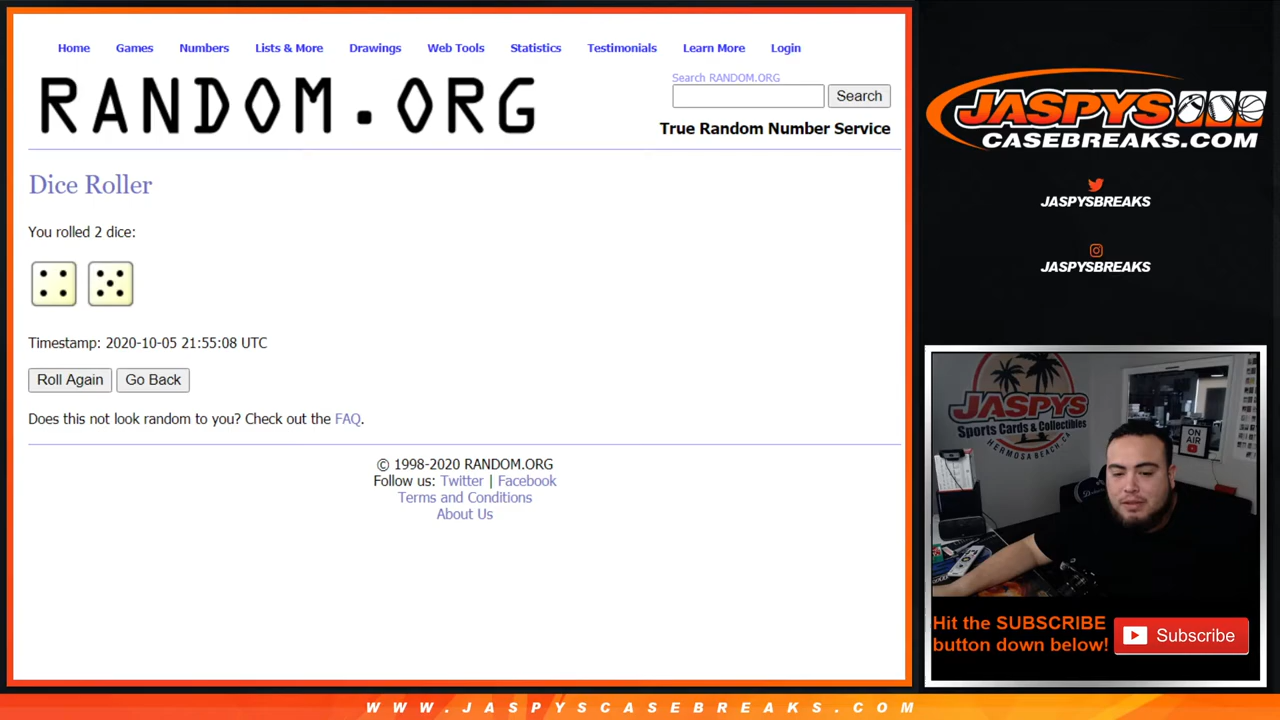 Home Games Numbers Lists & More Drawings Web Tools Statistics Testimonials Learn More Login
RANDOM.ORG
Search RANDOM.ORG
Search
True Random Number Service
Dice Roller
You rolled 2 dice:
Timestamp: 2020-10-05 21:55:08 UTC
Roll Again Go Back
Does this not look random to you? Check out the FAQ.
© 1998-2020 RANDOM.ORG
Follow us: Twitter | Facebook
Terms and Conditions
About Us
JASPYS
CASEBREAKS.COM
JASPYSBREAKS
JASPYSBREAKS
JASPYS
Sports Cards & Collectibles
HERMOSA BEACH, CA
ON
AIR
Hit the SUBSCRIBE
button down below!
Subscribe
WWW.JASPYSCASEBREAKS.COM